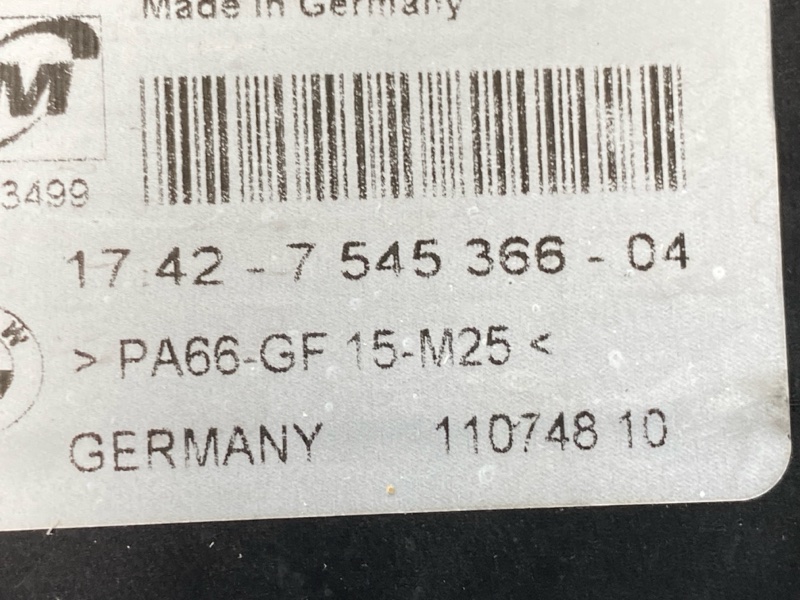 Made in Germany
M
3499
17 42 - 7 545 366 - 04
W
> PA66-GF 15-M25 <
GERMANY 110748 10